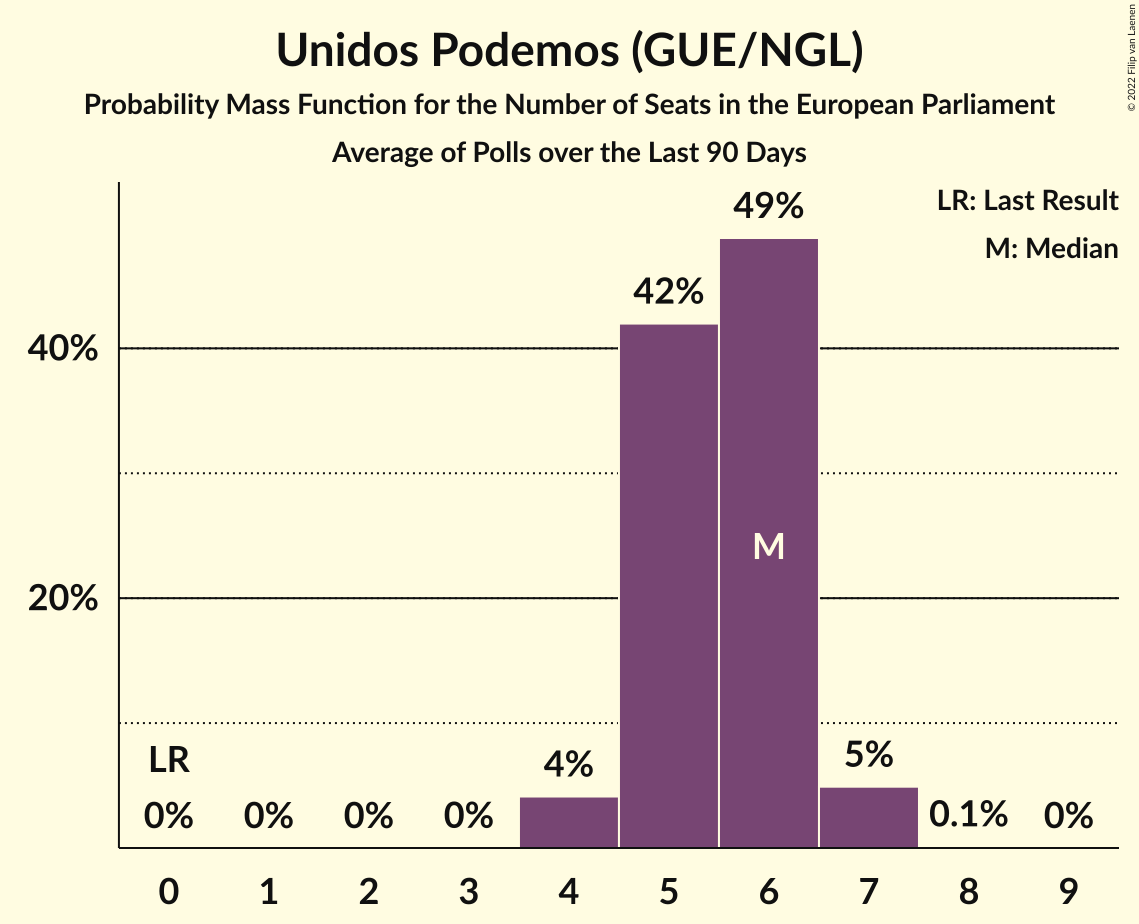 Unidos Podemos (GUE/NGL)
Probability Mass Function for the Number of Seats in the European Parliament
Average of Polls over the Last 90 Days
© 2022 Filip van Laenen
LR: Last Result
M: Median
49%
42%
40%
M
20%
LR
4%
5%
0% 0% 0% 0% 0.1% 0%
0 1 2 3 4 5 6 7 8 9